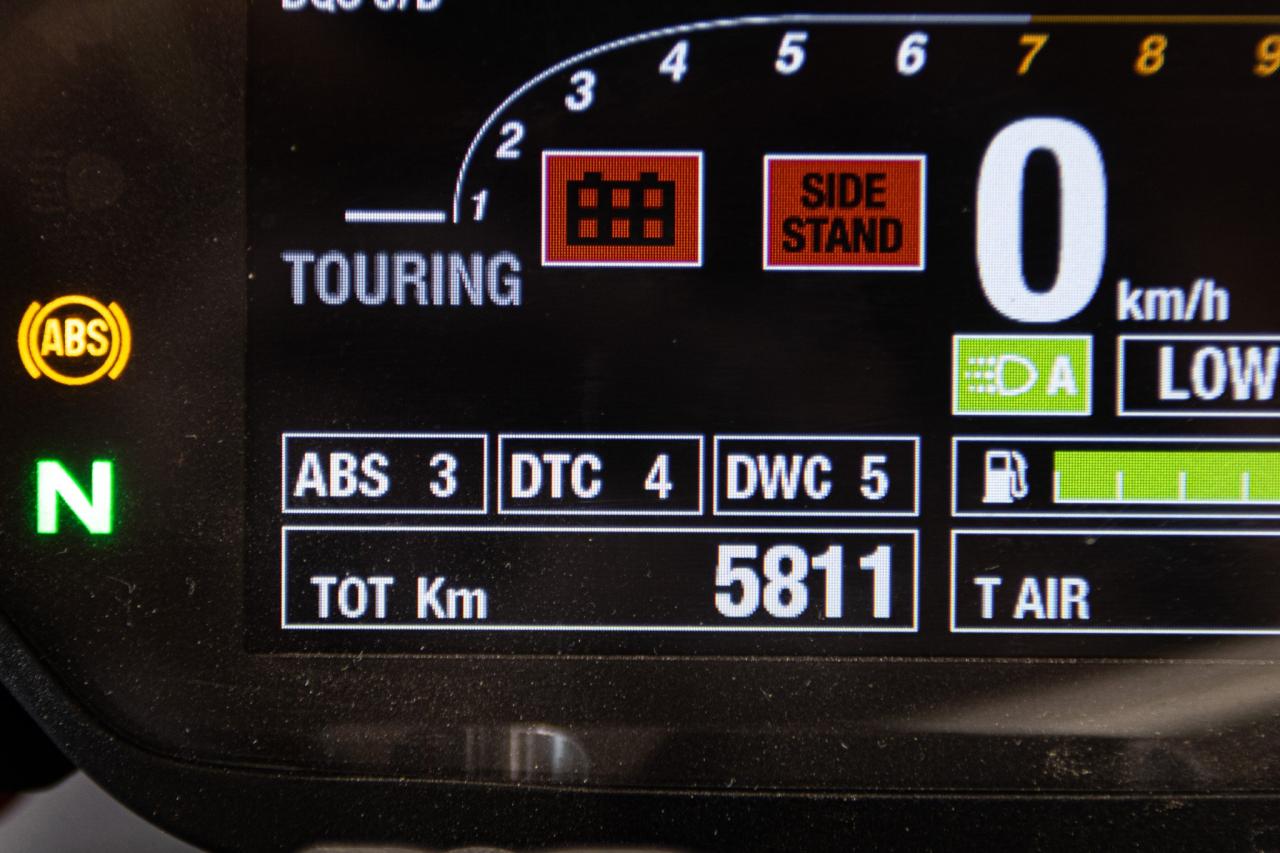 1 2 3 4 5 6 7 8 9
SIDE
STAND
0 km/h
TOURING
ABS
A
LOW
N
ABS 3
DTC 4
DWC 5
TOT Km 5811
T AIR